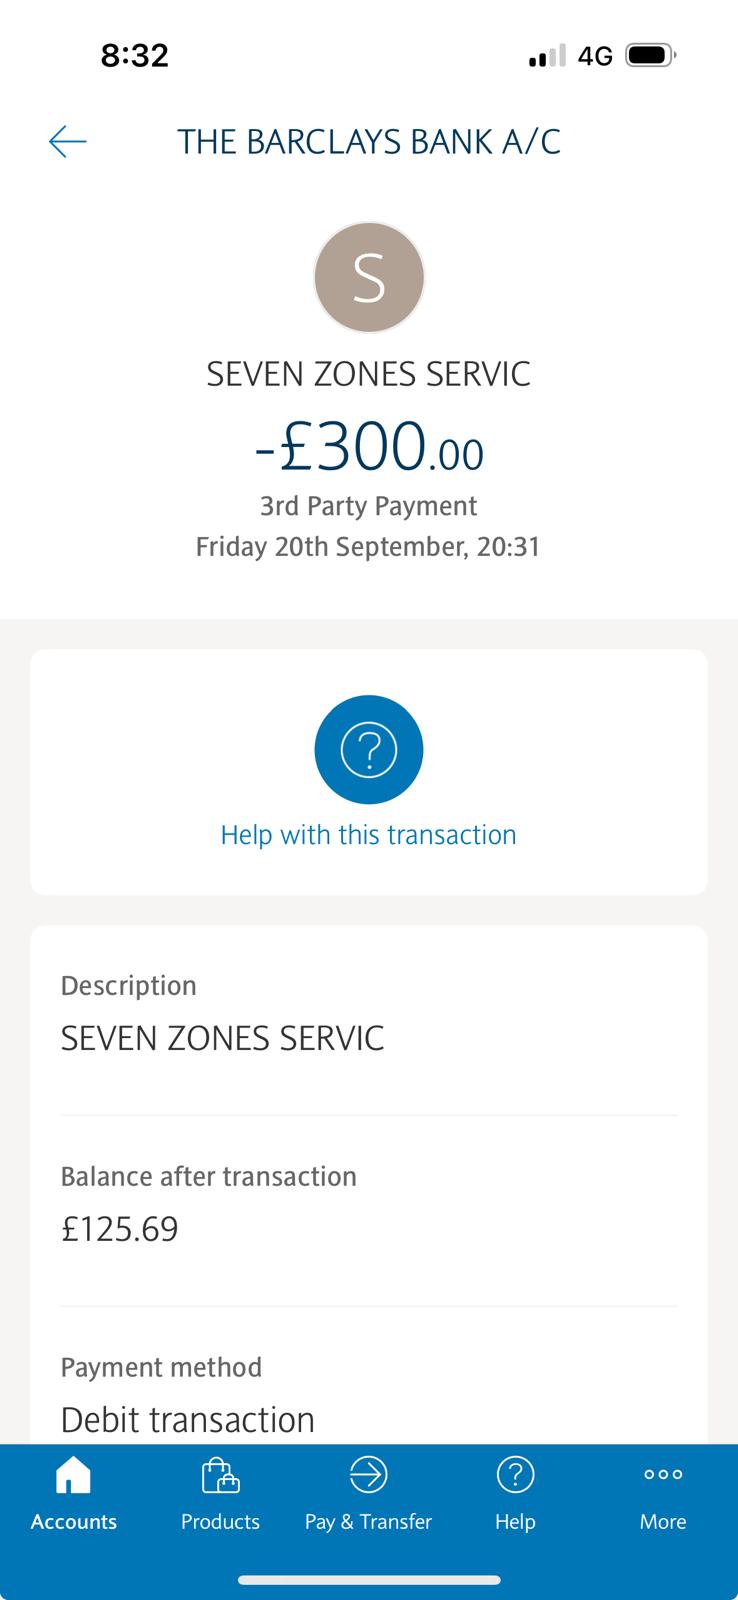 8:32
4G
THE BARCLAYS BANK A/C
S
SEVEN ZONES SERVIC
-£300.00
3rd Party Payment
Friday 20th September, 20:31
?
Help with this transaction
Description
SEVEN ZONES SERVIC
Balance after transaction
£125.69
Payment method
Debit transaction
?
Accounts Products Pay & Transfer Help More